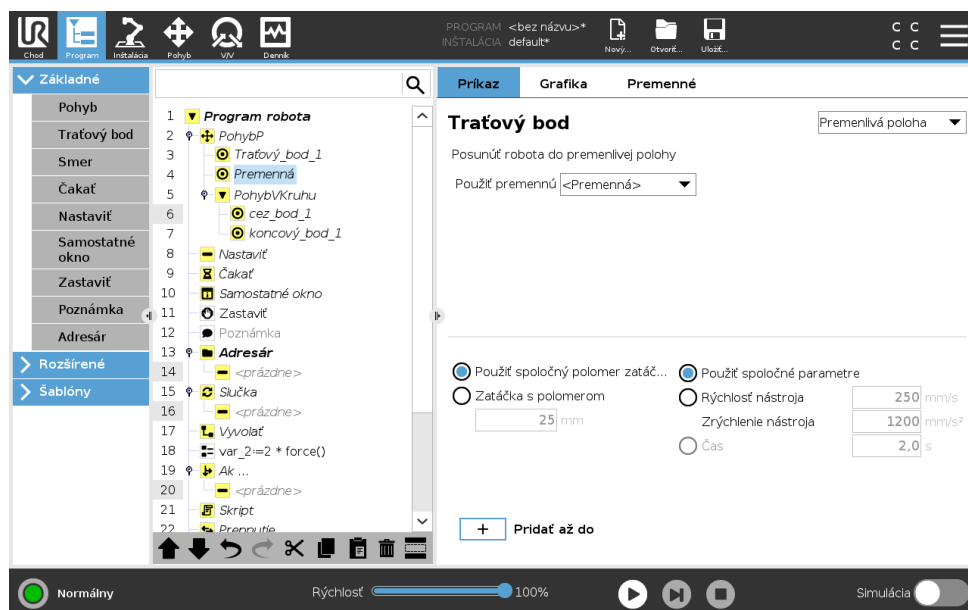 PROGRAM <bez názvu>*
INŠTALÁCIA default*
Chod Program Inštalácia Pohyb V/V Denník
Nový... Otvoriť... Uložiť...
C C
C C
Základné
Pohyb
Traťový bod
Smer
Čakať
Nastaviť
Samostatné okno
Zastaviť
Poznámka
Adresár
Rozšírené
Šablóny
1 Program robota
2 PohybP
3 Traťový_bod_1
4 Premenná
5 PohybVKruhu
6 cez_bod_1
7 koncový_bod_1
8 Nastaviť
9 Čakať
10 Samostatné okno
11 Zastaviť
12 Poznámka
13 Adresár
14 <prázdne>
15 Slučka
16 <prázdne>
17 Vyvolať
18 var_2:=2 * force()
19 Ak ...
20 <prázdne>
21 Skript
22 Prepnutie
Príkaz Grafika Premenné
Traťový bod
Premenlivá poloha
Posunúť robota do premenlivej polohy
Použiť premennú <Premenná>
Použiť spoločný polomer zatáč...
Zatáčka s polomerom
25 mm
Použiť spoločné parametre
Rýchlosť nástroja 250 mm/s
Zrýchlenie nástroja 1200 mm/s²
Čas 2,0 s
+ Pridať až do
Normálny
Rýchlosť 100%
Simulácia